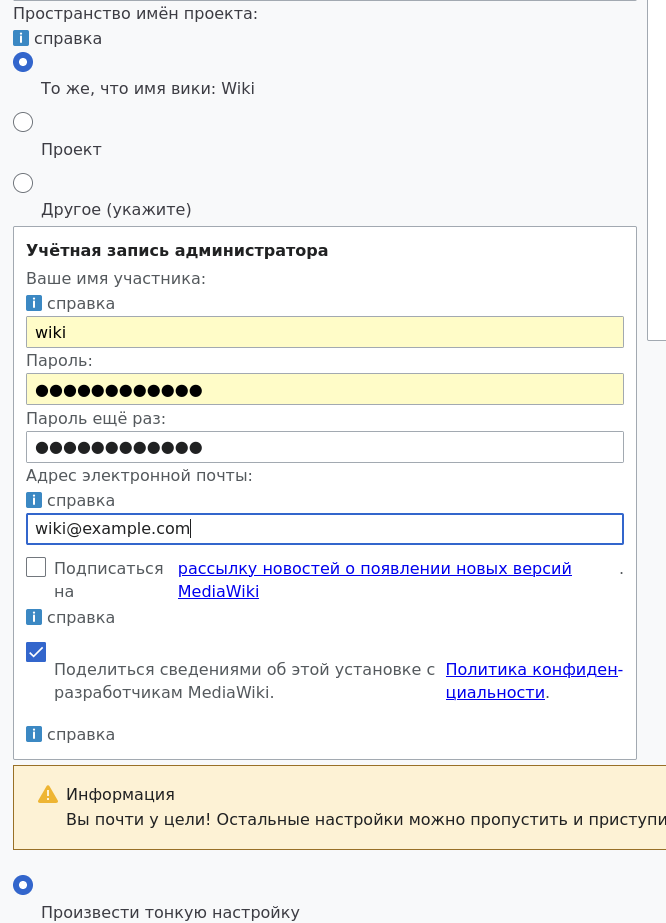 Пространство имён проекта:
справка
То же, что имя вики: Wiki
Проект
Другое (укажите)
Учётная запись администратора
Ваше имя участника:
справка
wiki
Пароль:
●●●●●●●●●●●●
Пароль ещё раз:
●●●●●●●●●●●●
Адрес электронной почты:
справка
wiki@example.com
Подписаться рассылку новостей о появлении новых версий .
на MediaWiki
справка
Поделиться сведениями об этой установке с Политика конфиден-
разработчикам MediaWiki. циальности.
справка
Информация
Вы почти у цели! Остальные настройки можно пропустить и приступи
Произвести тонкую настройку